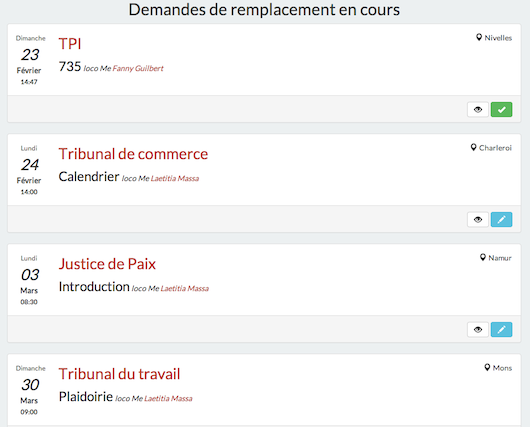 Demandes de remplacement en cours
Dimanche
23
Février
14:47
TPI
735 loco Me Fanny Guilbert
Nivelles
Lundi
24
Février
14:00
Tribunal de commerce
Calendrier loco Me Laetitia Massa
Charleroi
Lundi
03
Mars
08:30
Justice de Paix
Introduction loco Me Laetitia Massa
Namur
Dimanche
30
Mars
09:00
Tribunal du travail
Plaidoirie loco Me Laetitia Massa
Mons